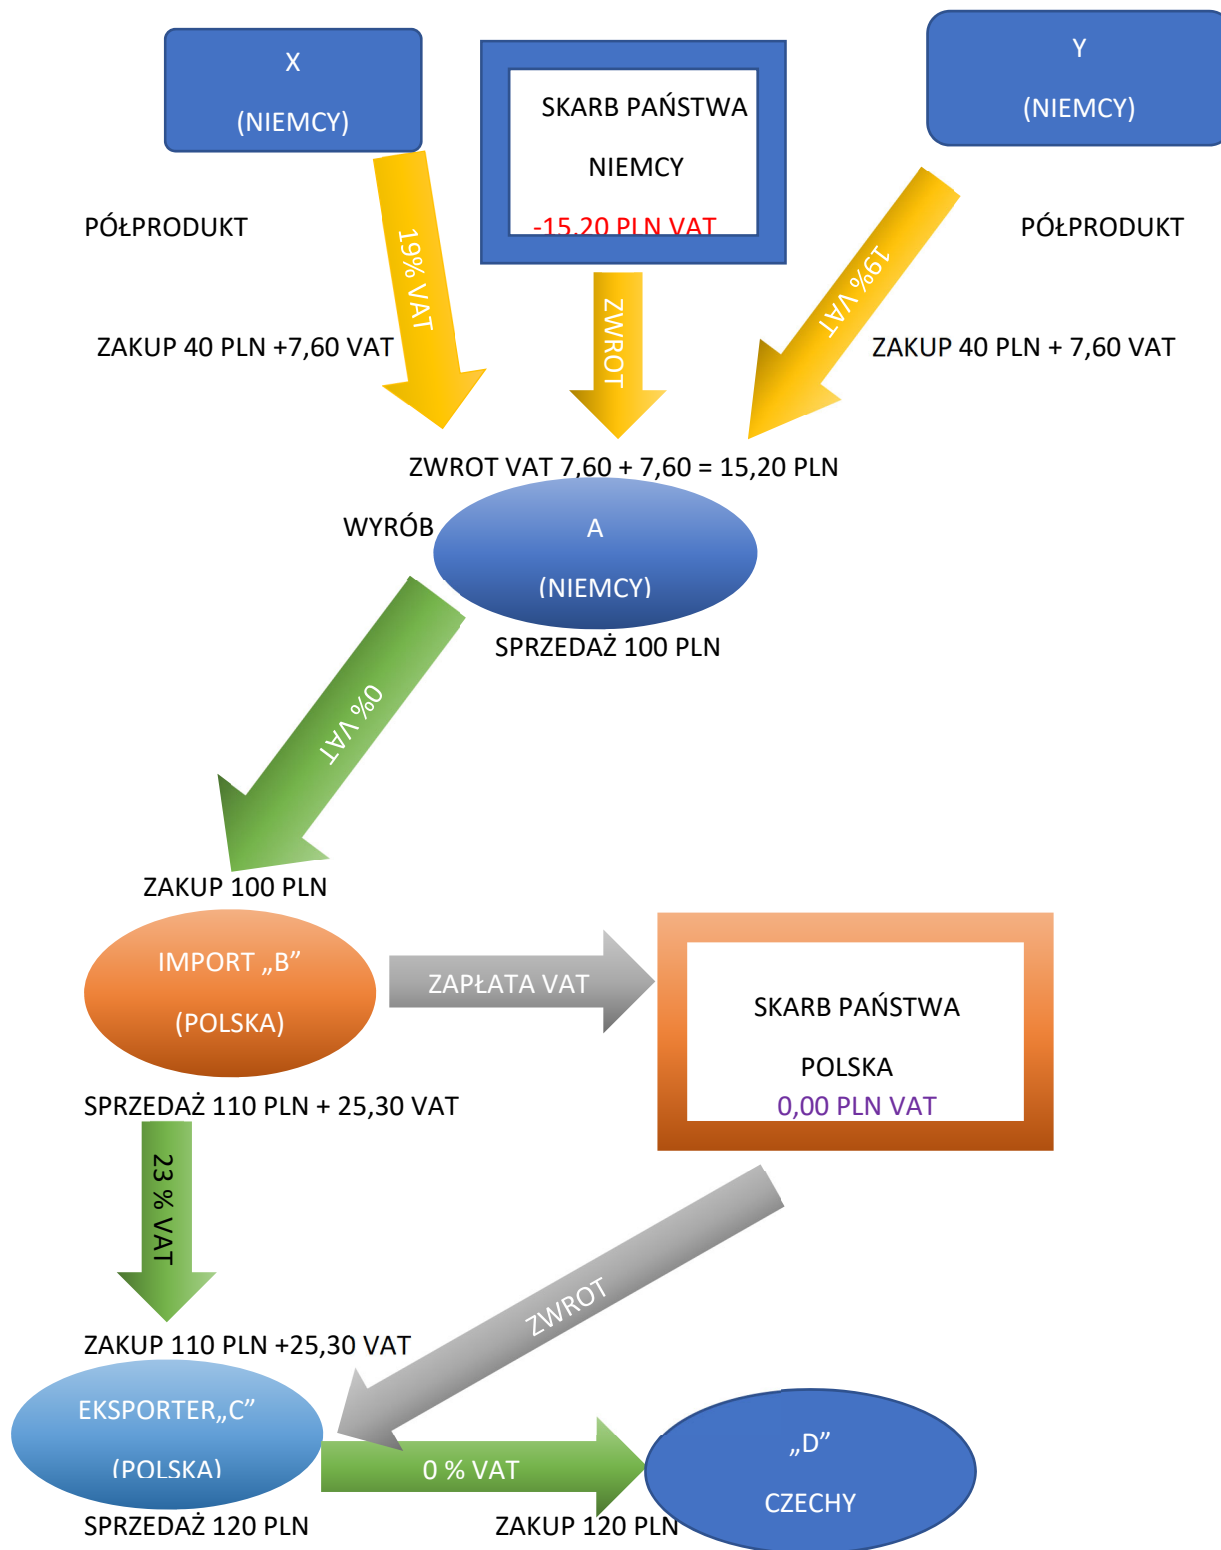 X
(NIEMCY)
SKARB PAŃSTWA
NIEMCY
-15,20 PLN VAT
Y
(NIEMCY)
PÓŁPRODUKT
19% VAT
ZWROT
19% VAT
PÓŁPRODUKT
ZAKUP 40 PLN +7,60 VAT
ZAKUP 40 PLN + 7,60 VAT
ZWROT VAT 7,60 + 7,60 = 15,20 PLN
WYRÓB
A
(NIEMCY)
SPRZEDAŻ 100 PLN
0% VAT
ZAKUP 100 PLN
IMPORT „B”
(POLSKA)
ZAPŁATA VAT
SKARB PAŃSTWA
POLSKA
0,00 PLN VAT
SPRZEDAŻ 110 PLN + 25,30 VAT
23 % VAT
ZWROT
ZAKUP 110 PLN +25,30 VAT
EKSPORTER„C”
(POLSKA)
0 % VAT
„D”
CZECHY
SPRZEDAŻ 120 PLN
ZAKUP 120 PLN